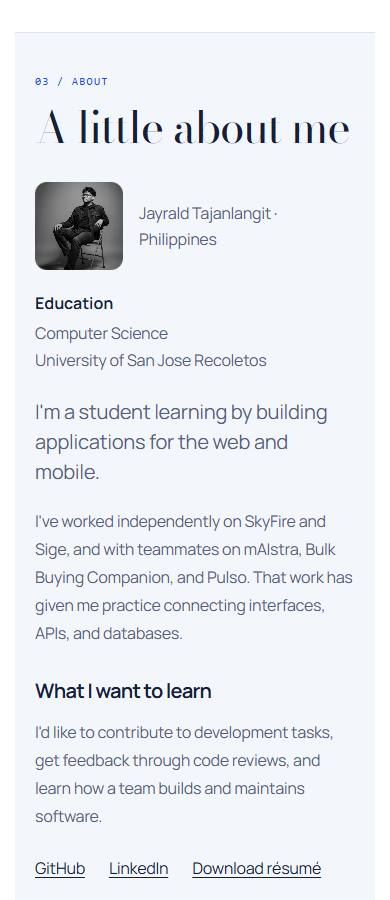 03 / ABOUT
A little about me
Jayrald Tajanlangit ·
Philippines
Education
Computer Science
University of San Jose Recoletos
I'm a student learning by building
applications for the web and
mobile.
I've worked independently on SkyFire and
Sige, and with teammates on mAIstra, Bulk
Buying Companion, and Pulso. That work has
given me practice connecting interfaces,
APIs, and databases.
What I want to learn
I'd like to contribute to development tasks,
get feedback through code reviews, and
learn how a team builds and maintains
software.
GitHub LinkedIn Download résumé